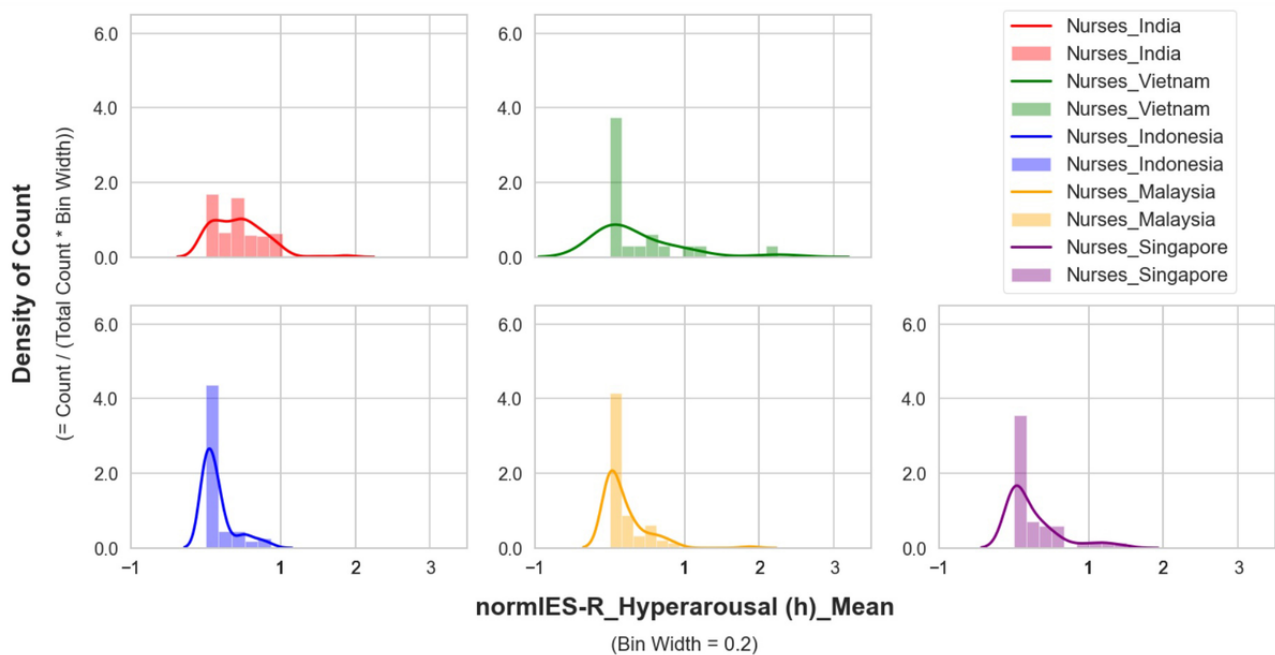 Density of Count
(= Count / (Total Count * Bin Width))
6.0
4.0
2.0
0.0
6.0
4.0
2.0
0.0
Nurses_India
Nurses_India
Nurses_Vietnam
Nurses_Vietnam
Nurses_Indonesia
Nurses_Indonesia
Nurses_Malaysia
Nurses_Malaysia
Nurses_Singapore
Nurses_Singapore
6.0
4.0
2.0
0.0
−1 1 2 3
6.0
4.0
2.0
0.0
−1 1 2 3
6.0
4.0
2.0
0.0
−1 1 2 3
normIES-R_Hyperarousal (h)_Mean
(Bin Width = 0.2)